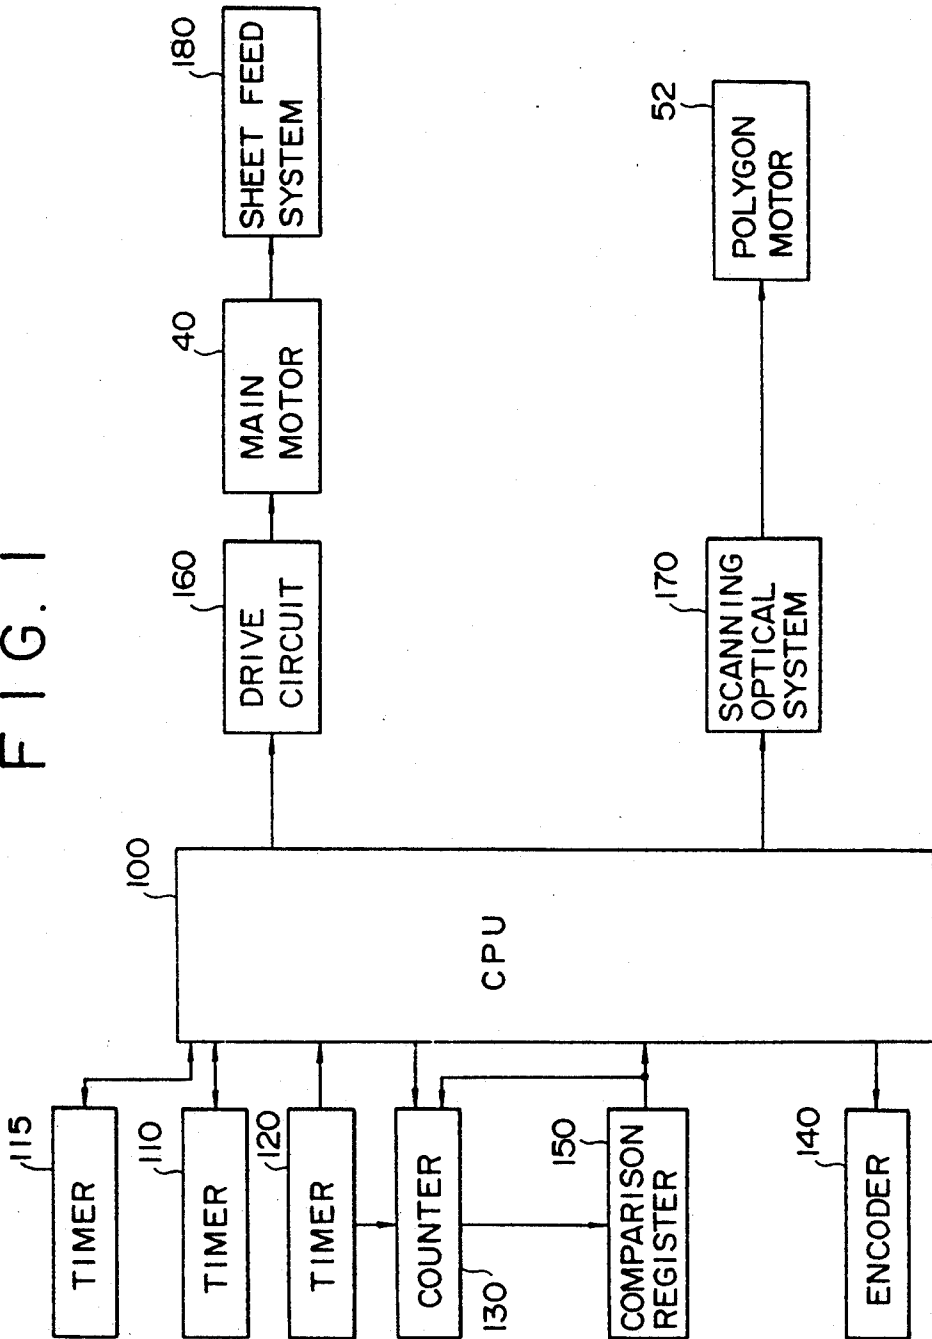 FIG. 1
115
TIMER
110
TIMER
120
TIMER
COUNTER
130
150
COMPARISON
REGISTER
140
ENCODER
100
CPU
160
DRIVE
CIRCUIT
40
MAIN
MOTOR
180
SHEET FEED
SYSTEM
170
SCANNING
OPTICAL
SYSTEM
52
POLYGON
MOTOR